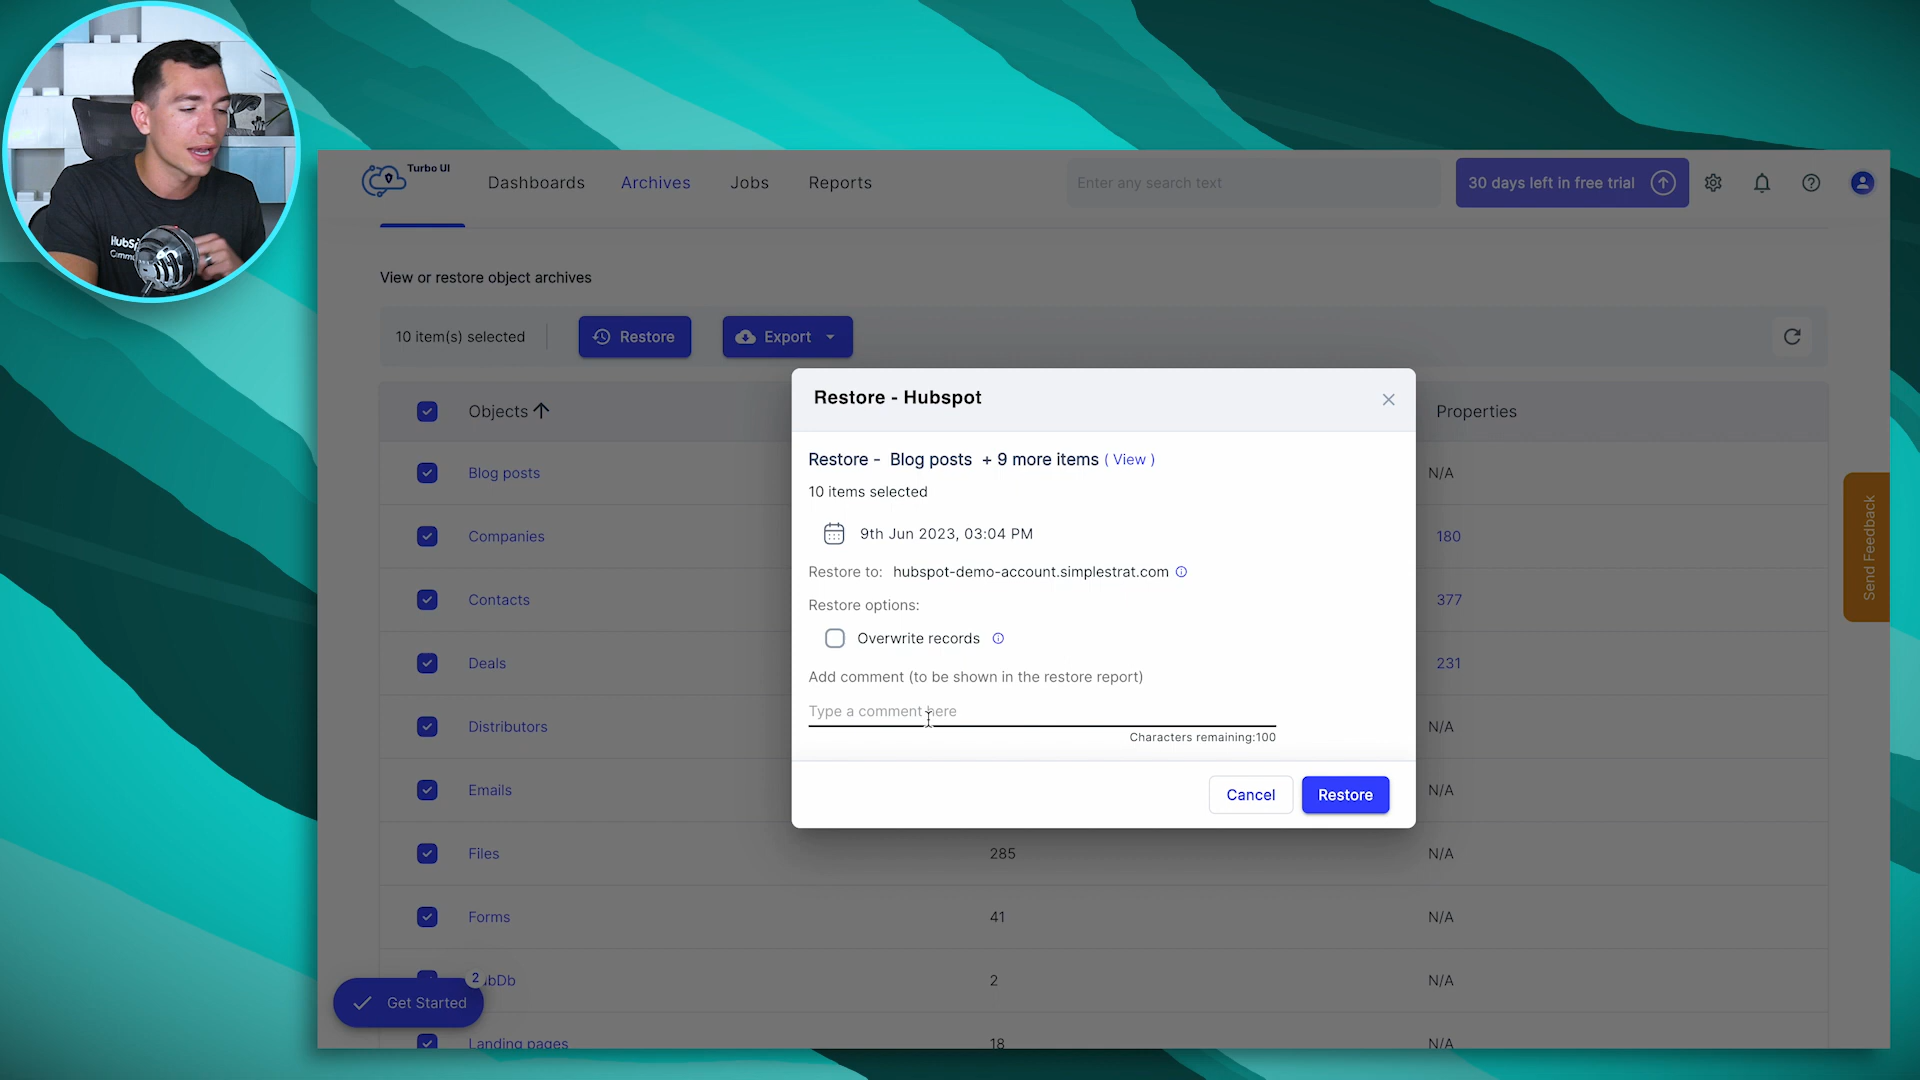 Turbo UI
Dashboards
Archives
Jobs
Reports
Enter any search text
30 days left in free trial
View or restore object archives
10 item(s) selected
Restore
Export
Objects
Properties
Blog posts
N/A
Companies
180
Contacts
377
Deals
231
Distributors
N/A
Emails
N/A
Files
285
N/A
Forms
41
N/A
bDb
2
N/A
Landing pages
18
N/A
Restore - Hubspot
Restore - Blog posts + 9 more items ( View )
10 items selected
9th Jun 2023, 03:04 PM
Restore to: hubspot-demo-account.simplestrat.com
Restore options:
Overwrite records
Add comment (to be shown in the restore report)
Type a comment here
Characters remaining:100
Cancel
Restore
Send Feedback
2
Get Started